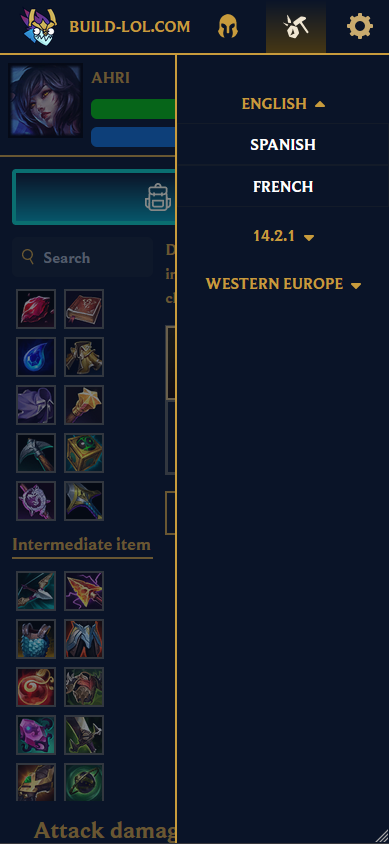 BUILD-LOL.COM
AHRI
ENGLISH
SPANISH
FRENCH
14.2.1
WESTERN EUROPE
Search
D
in
cl
Intermediate item
Attack damag